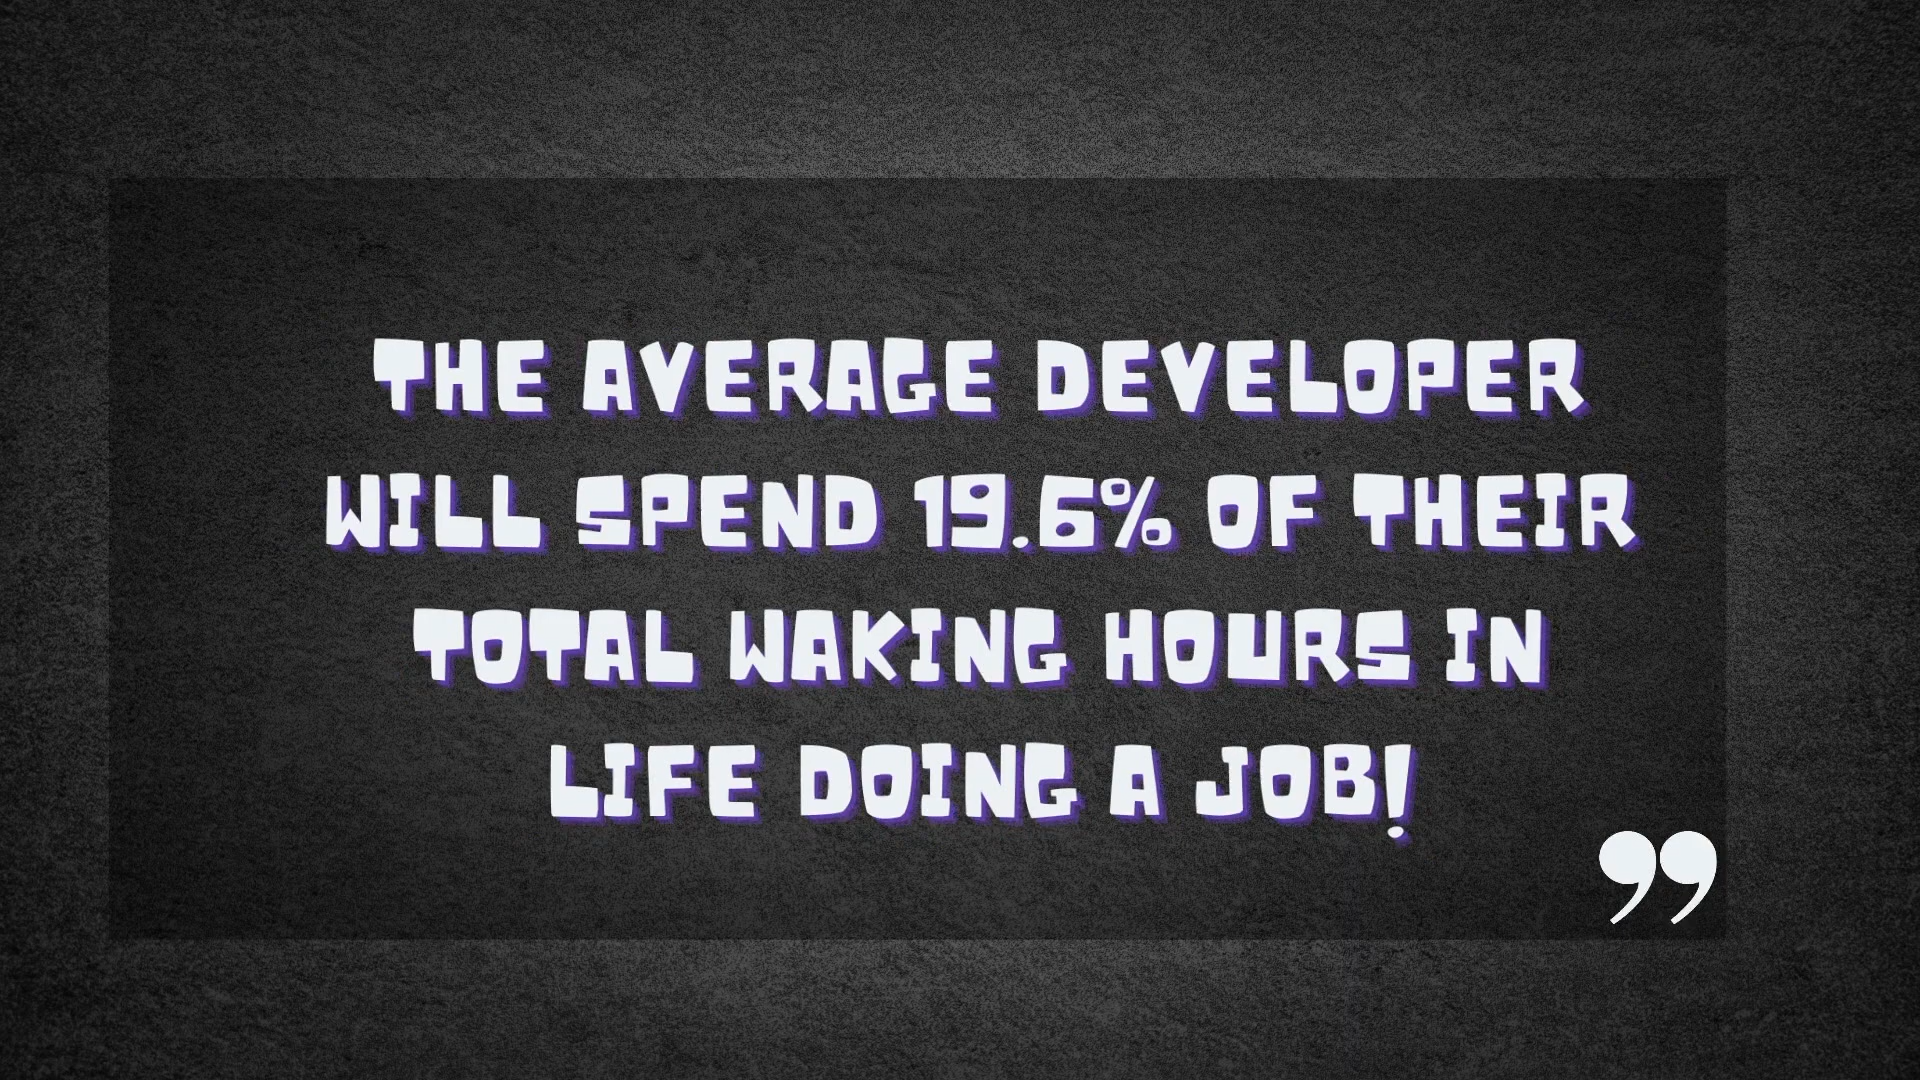 THE AVERAGE DEVELOPER
WILL SPEND 19.6% OF THEIR
TOTAL WAKING HOURS IN
LIFE DOING A JOB!
”